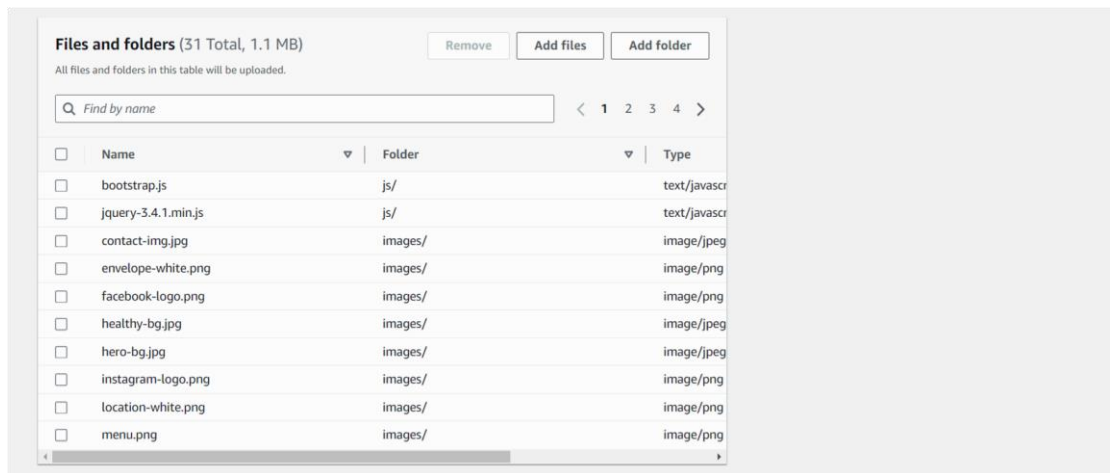 Files and folders (31 Total, 1.1 MB) Remove Add files Add folder
All files and folders in this table will be uploaded.
Find by name 1 2 3 4
Name Folder Type
bootstrap.js js/ text/javascr
jquery-3.4.1.min.js js/ text/javascr
contact-img.jpg images/ image/jpeg
envelope-white.png images/ image/png
facebook-logo.png images/ image/png
healthy-bg.jpg images/ image/jpeg
hero-bg.jpg images/ image/jpeg
instagram-logo.png images/ image/png
location-white.png images/ image/png
menu.png images/ image/png